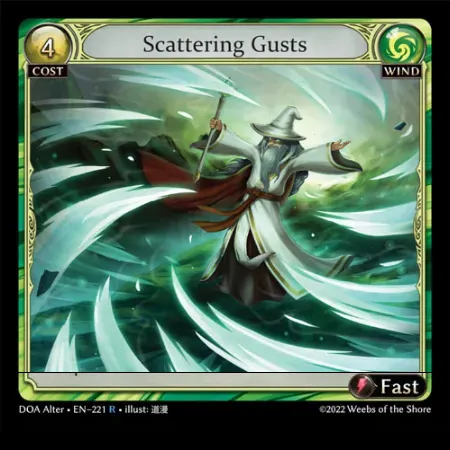 4
COST
Scattering Gusts
WIND
Fast
DOA Alter • EN-221 R • illust: 道漫
©2022 Weebs of the Shore